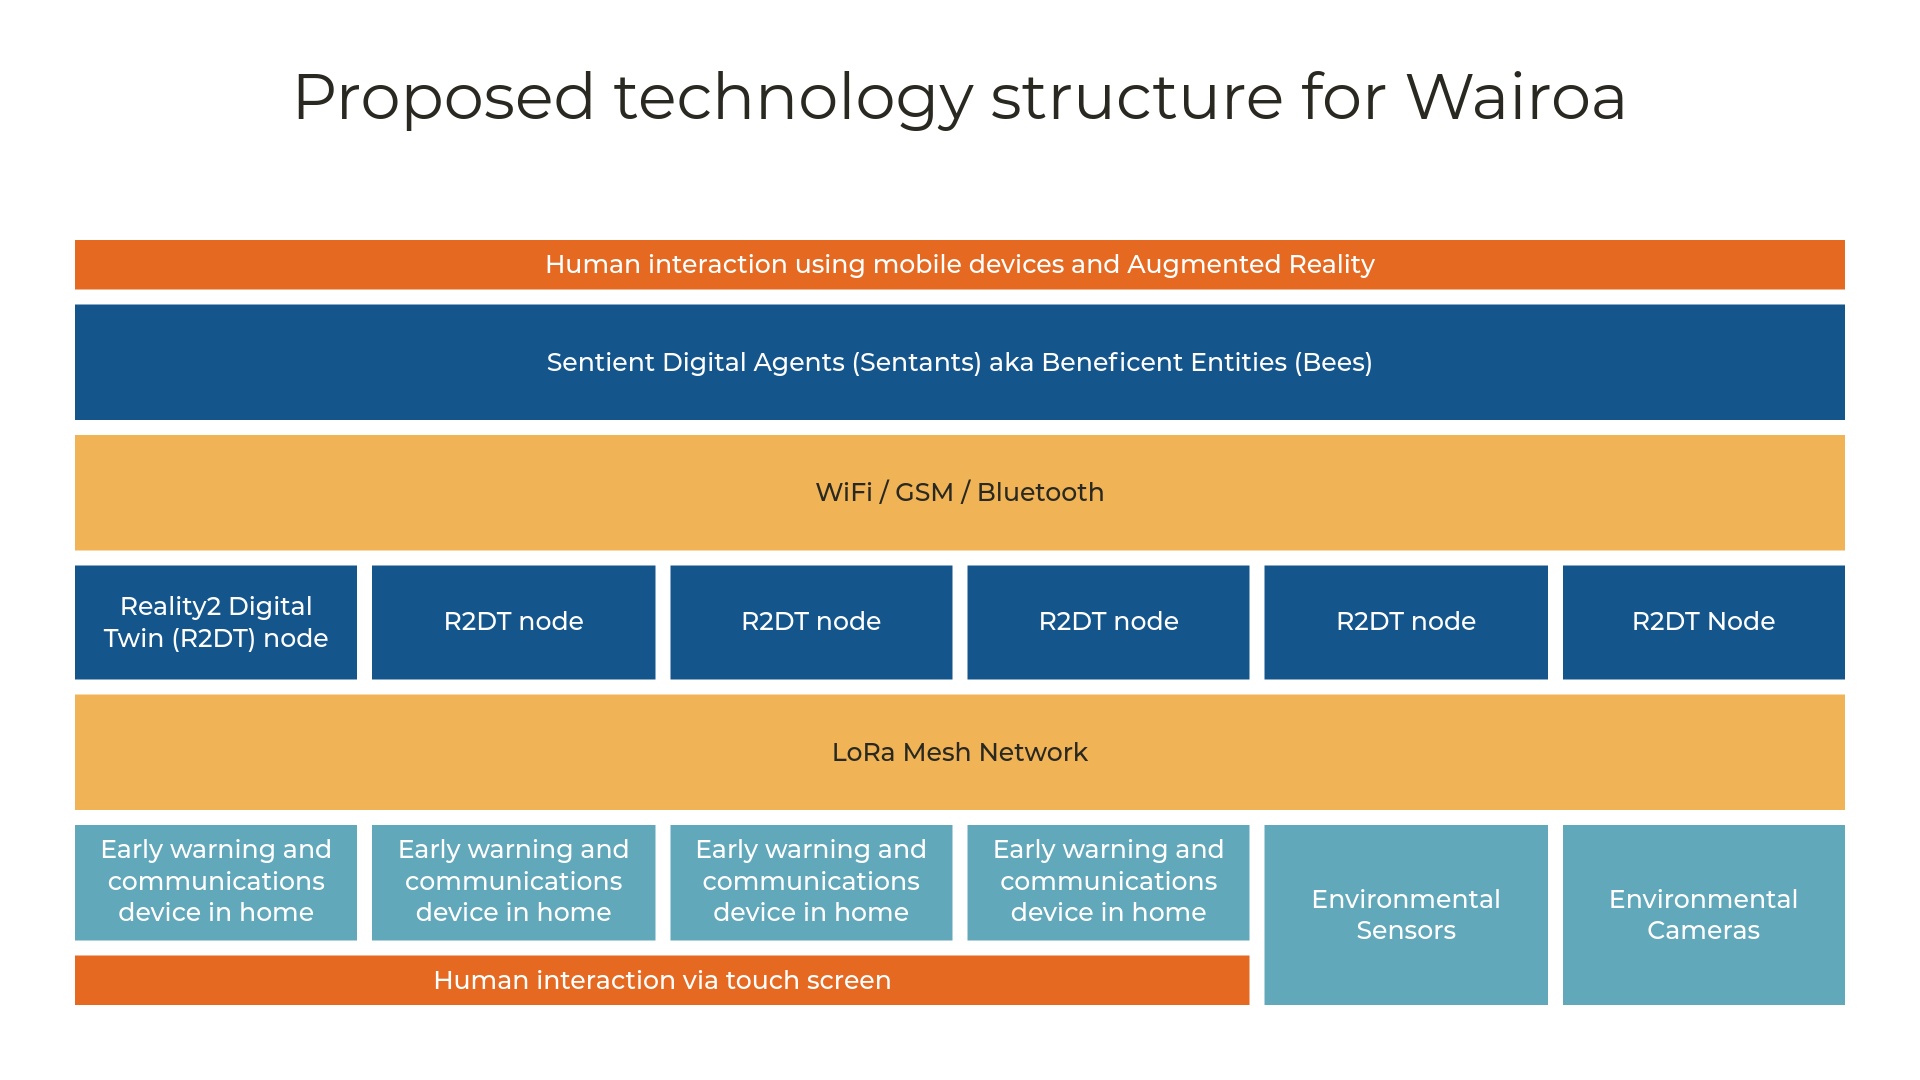 Proposed technology structure for Wairoa
Human interaction using mobile devices and Augmented Reality
Sentient Digital Agents (Sentants) aka Beneficent Entities (Bees)
WiFi / GSM / Bluetooth
Reality2 Digital
Twin (R2DT) node
R2DT node
R2DT node
R2DT node
R2DT node
R2DT Node
LoRa Mesh Network
Early warning and
communications
device in home
Early warning and
communications
device in home
Early warning and
communications
device in home
Early warning and
communications
device in home
Environmental
Sensors
Environmental
Cameras
Human interaction via touch screen